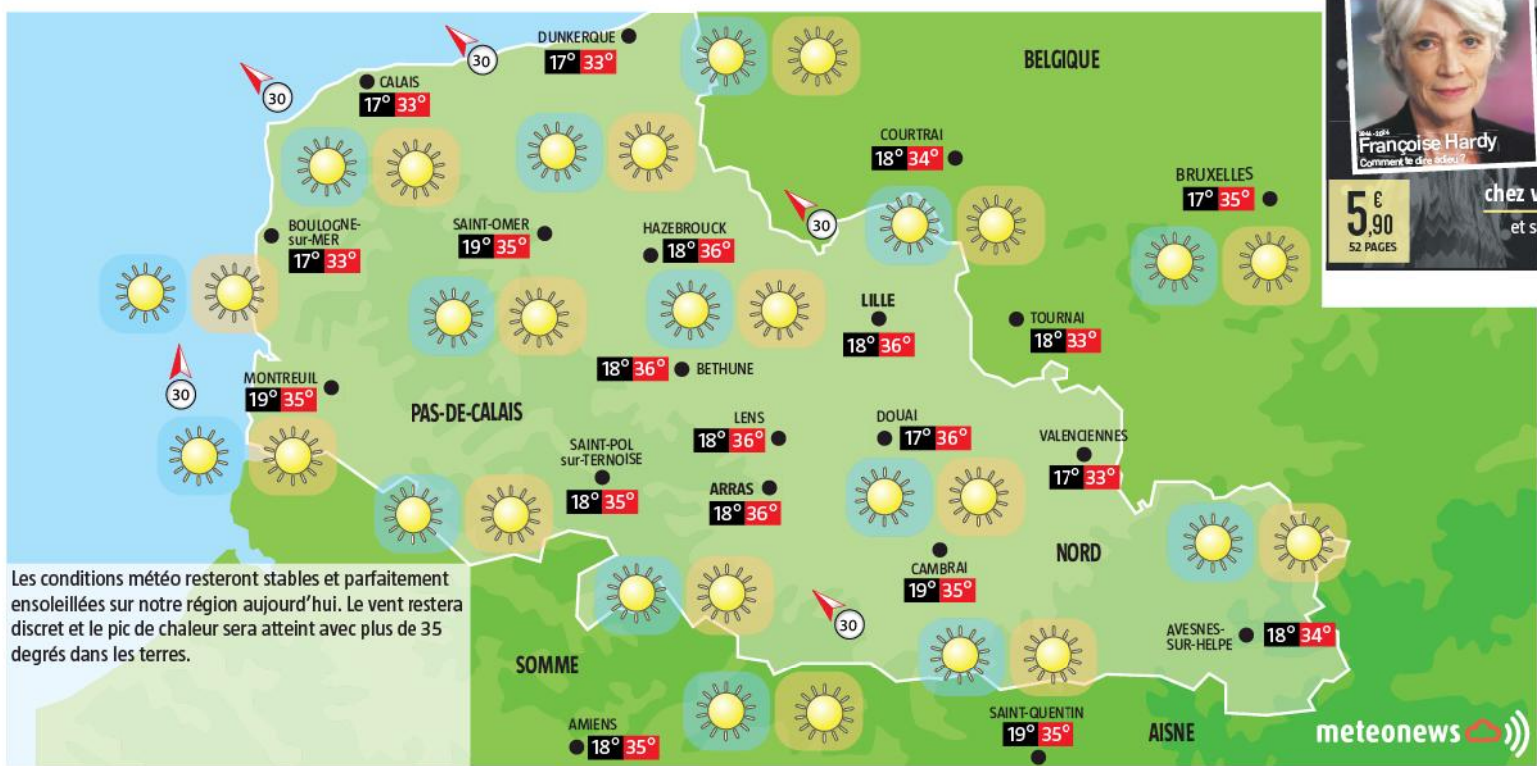 DUNKERQUE
17° 33°
30
30
CALAIS
17° 33°
BELGIQUE
COURTRAI
18° 34°
BRUXELLES
17° 35°
30
BOULOGNE-
sur-MER
17° 33°
SAINT-OMER
19° 35°
HAZEBROUCK
18° 36°
LILLE
18° 36°
TOURNAI
18° 33°
30
MONTREUIL
19° 35°
18° 36° BETHUNE
PAS-DE-CALAIS
LENS
18° 36°
DOUAI
17° 36°
VALENCIENNES
17° 33°
SAINT-POL
sur-TERNOISE
18° 35°
ARRAS
18° 36°
CAMBRAI
19° 35°
NORD
30
AVESNES-
SUR-HELPE
18° 34°
Les conditions météo resteront stables et parfaitement
ensoleillées sur notre région aujourd'hui. Le vent restera
discret et le pic de chaleur sera atteint avec plus de 35
degrés dans les terres.
SOMME
AMIENS
18° 35°
SAINT-QUENTIN
19° 35°
AISNE
meteonews
Françoise Hardy
Comment te dire adieu ?
5,90 €
52 PAGES
chez v
et s